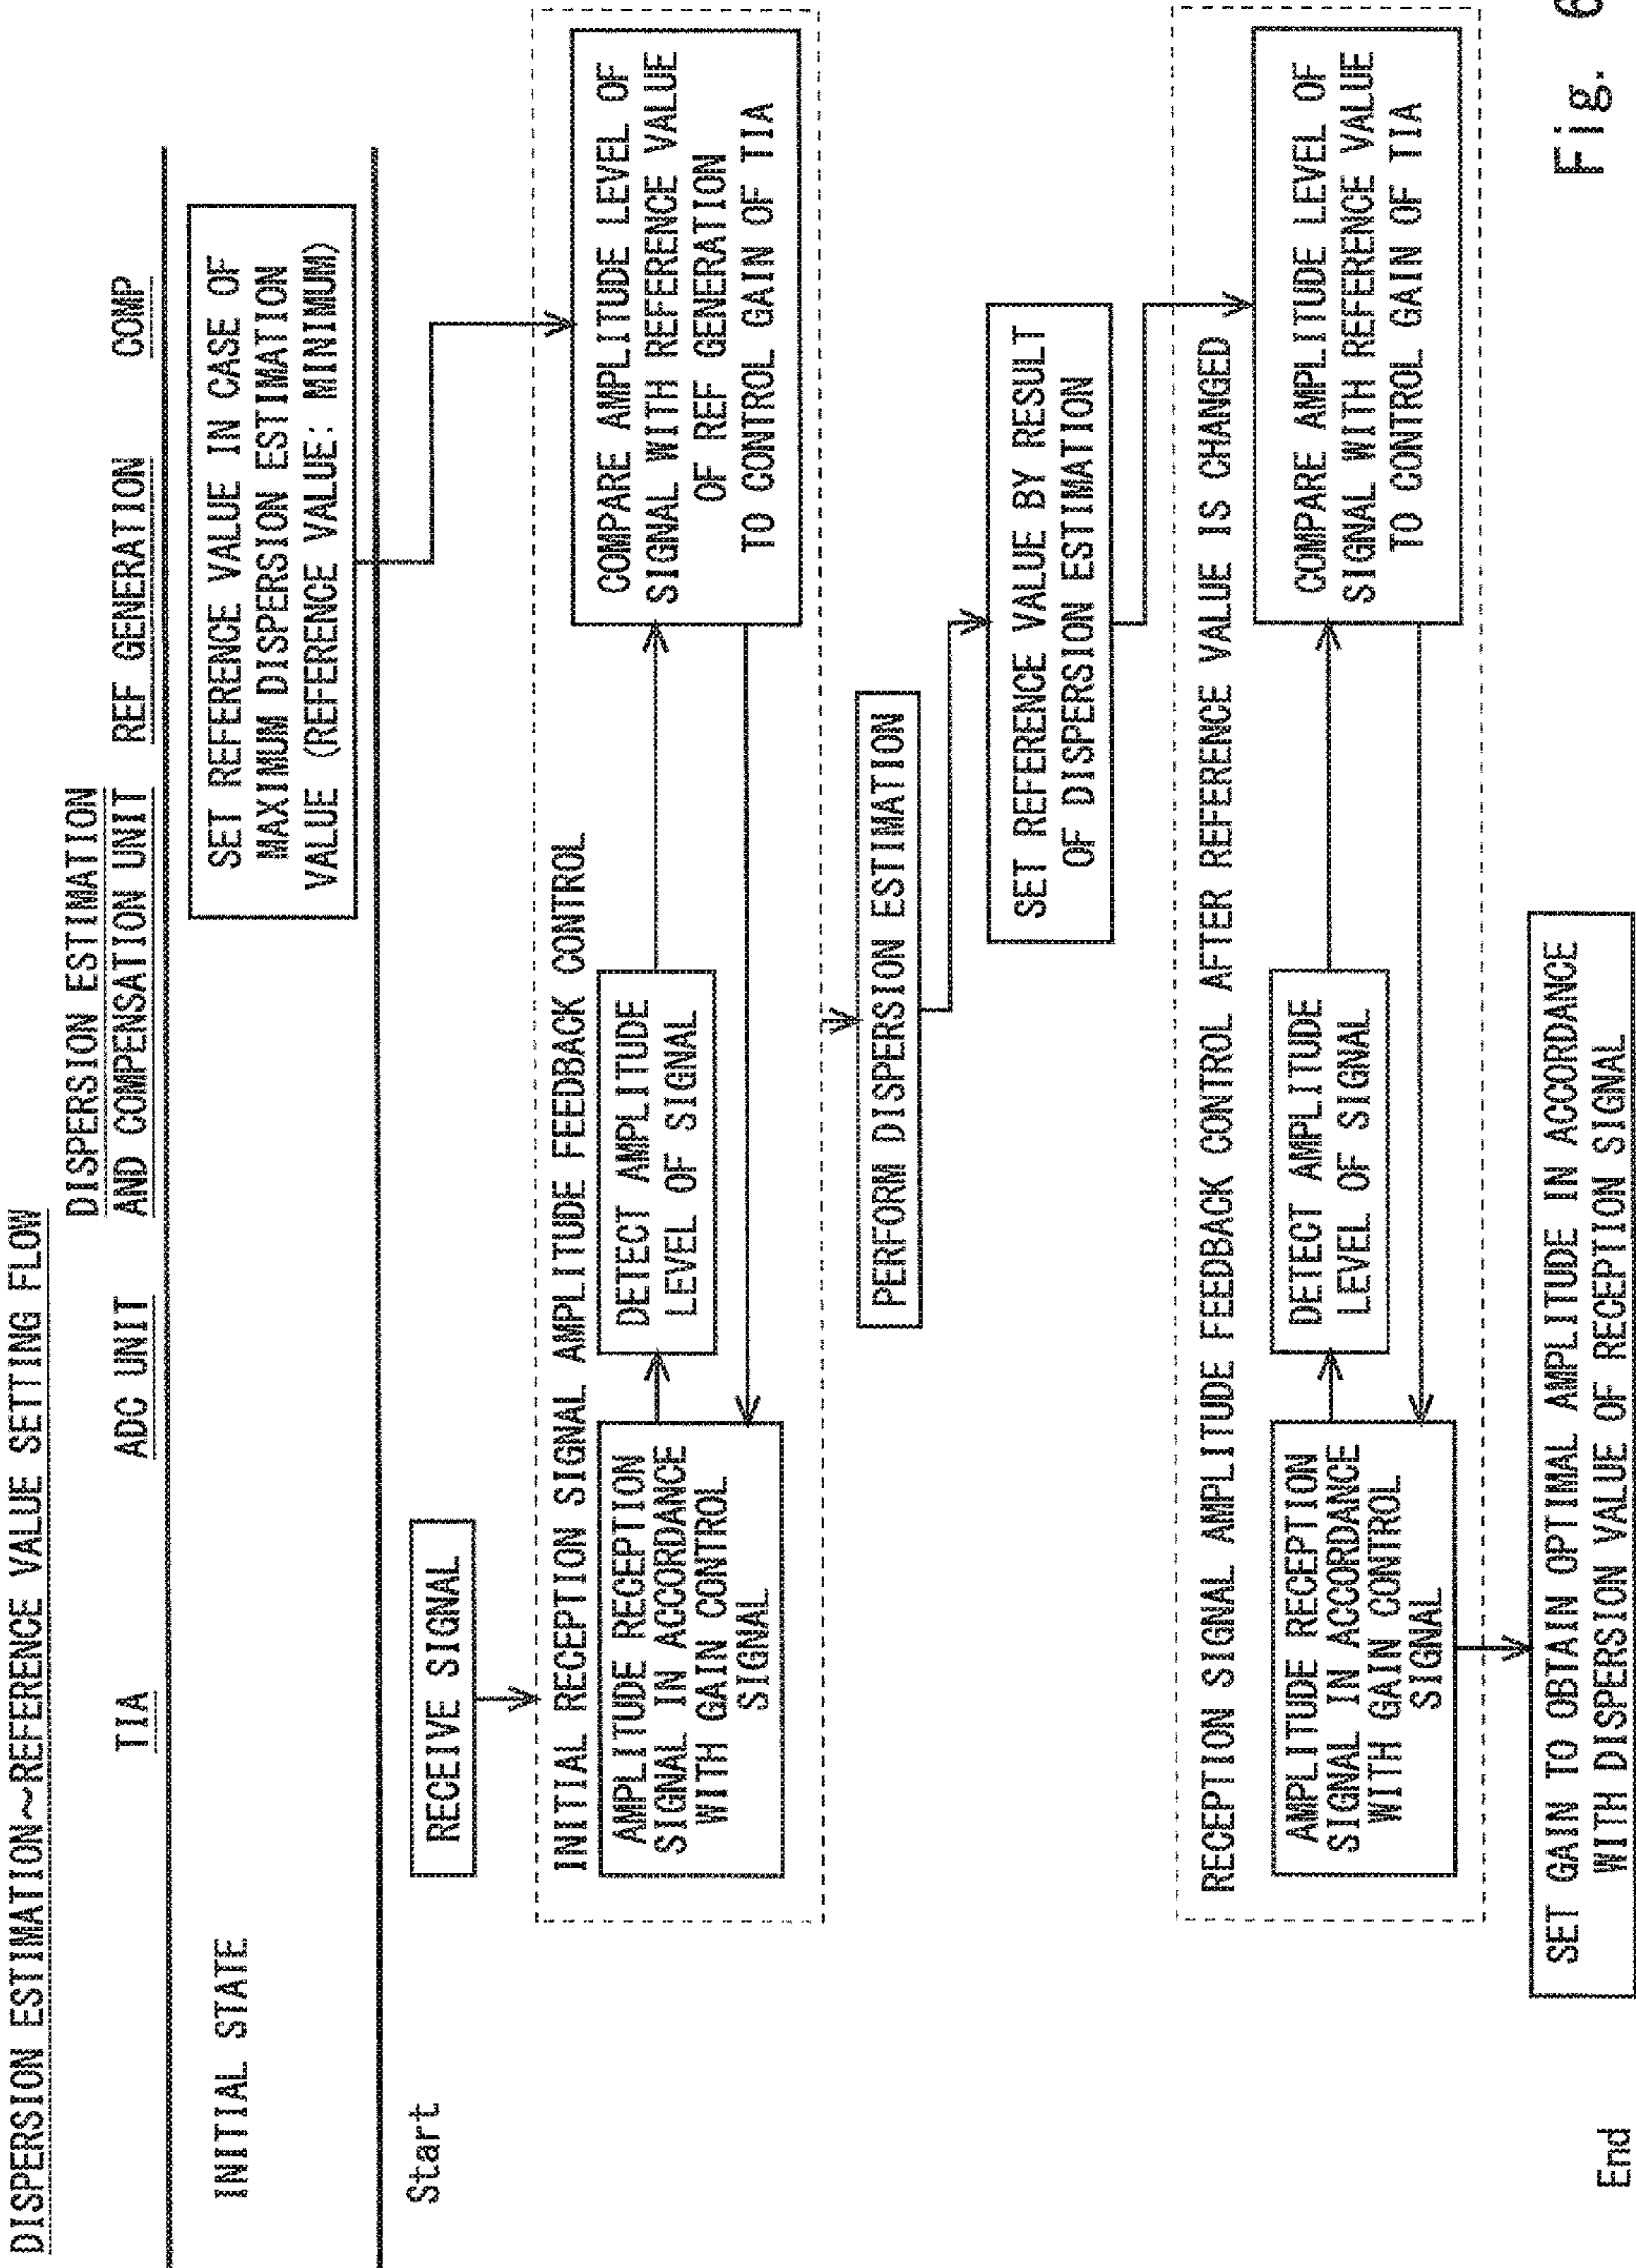 DISPERSION ESTIMATION~REFERENCE VALUE SETTING FLOW
TIA
ADC UNIT
DISPERSION ESTIMATION
AND COMPENSATION UNIT
REF GENERATION
COMP
INITIAL STATE
SET REFERENCE VALUE IN CASE OF
MAXIMUM DISPERSION ESTIMATION
VALUE (REFERENCE VALUE: MINIMUM)
Start
RECEIVE SIGNAL
INITIAL RECEPTION SIGNAL AMPLITUDE FEEDBACK CONTROL
AMPLITUDE RECEPTION
SIGNAL IN ACCORDANCE
WITH GAIN CONTROL
SIGNAL
DETECT AMPLITUDE
LEVEL OF SIGNAL
COMPARE AMPLITUDE LEVEL OF
SIGNAL WITH REFERENCE VALUE
OF REF GENERATION
TO CONTROL GAIN OF TIA
PERFORM DISPERSION ESTIMATION
SET REFERENCE VALUE BY RESULT
OF DISPERSION ESTIMATION
RECEPTION SIGNAL AMPLITUDE FEEDBACK CONTROL AFTER REFERENCE VALUE IS CHANGED
AMPLITUDE RECEPTION
SIGNAL IN ACCORDANCE
WITH GAIN CONTROL
SIGNAL
DETECT AMPLITUDE
LEVEL OF SIGNAL
COMPARE AMPLITUDE LEVEL OF
SIGNAL WITH REFERENCE VALUE
TO CONTROL GAIN OF TIA
SET GAIN TO OBTAIN OPTIMAL AMPLITUDE IN ACCORDANCE
WITH DISPERSION VALUE OF RECEPTION SIGNAL
End
Fig. 6